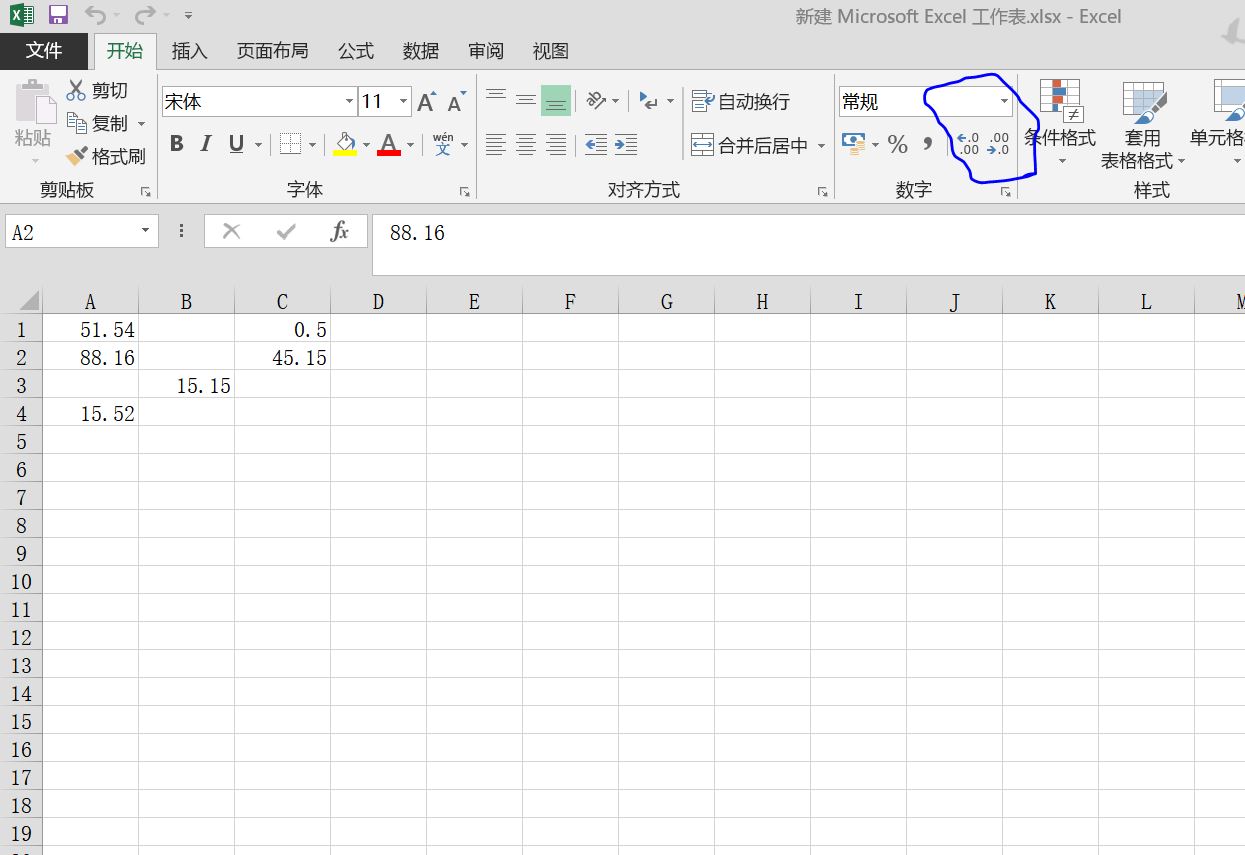 新建 Microsoft Excel 工作表.xlsx - Excel
文件 开始 插入 页面布局 公式 数据 审阅 视图
粘贴 剪切 复制 格式刷
剪贴板
宋体 11 A A
B I U A wén 文
字体
自动换行
合并后居中
对齐方式
常规
% , .0 .00 .00 .0
数字
条件格式 套用 表格格式 单元格
样式
A2 fx 88.16
A B C D E F G H I J K L M
1 51.54 0.5
2 88.16 45.15
3 15.15
4 15.52
5
6
7
8
9
10
11
12
13
14
15
16
17
18
19